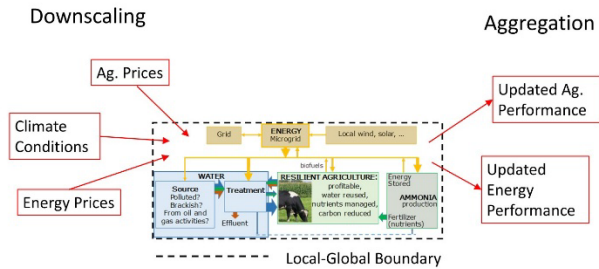 Downscaling
Aggregation
Ag. Prices
Climate
Conditions
Energy Prices
Updated Ag.
Performance
Updated
Energy
Performance
Grid
ENERGY
Microgrid
Local wind, solar, ...
biofuels
WATER
Source
Polluted?
Brackish?
From oil and
gas activities?
Treatment
Effluent
RESILIENT AGRICULTURE:
profitable,
water reused,
nutrients managed,
carbon reduced
Energy
Stored
AMMONIA
production
Fertilizer
(nutrients)
Local-Global Boundary